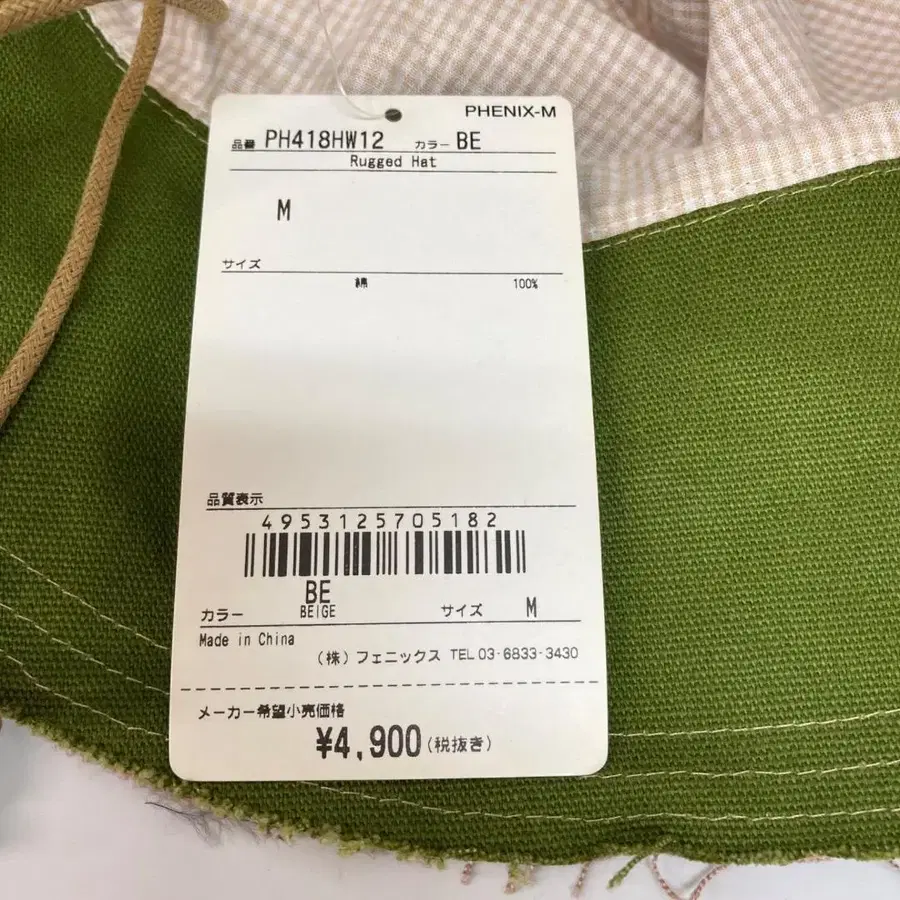 PHENIX-M
品番 PH418HW12 カラー BE
Rugged Hat
M
サイズ
綿 100%
品質表示
4953125705182
BE
カラー BEIGE サイズ M
Made in China
(株) フェニックス TEL 03-6833-3430
メーカー希望小売価格
¥4,900(税抜き)